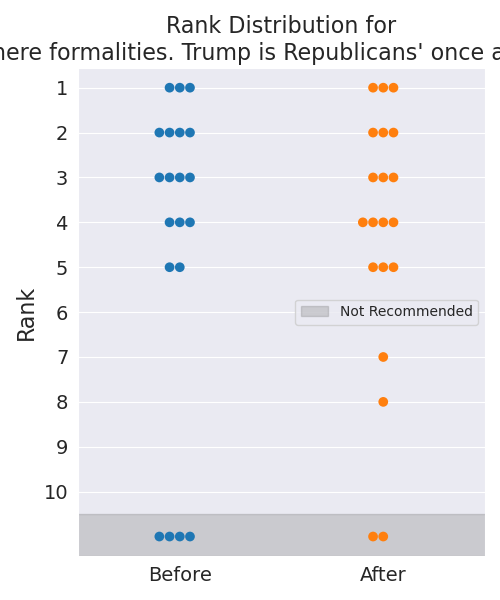 Rank Distribution for
mere formalities. Trump is Republicans' once a
1
2
3
4
5
6
7
8
9
10
Rank
Not Recommended
Before
After